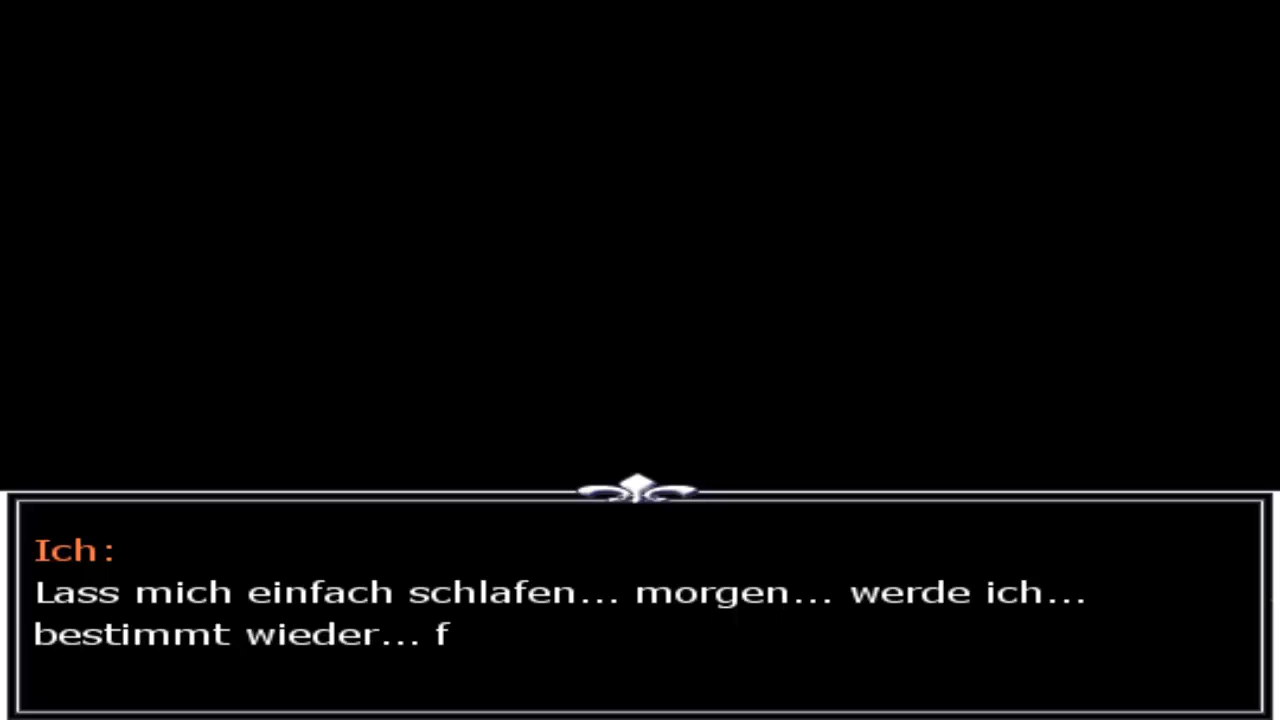 Ich:
Lass mich einfach schlafen... morgen... werde ich...
bestimmt wieder... f